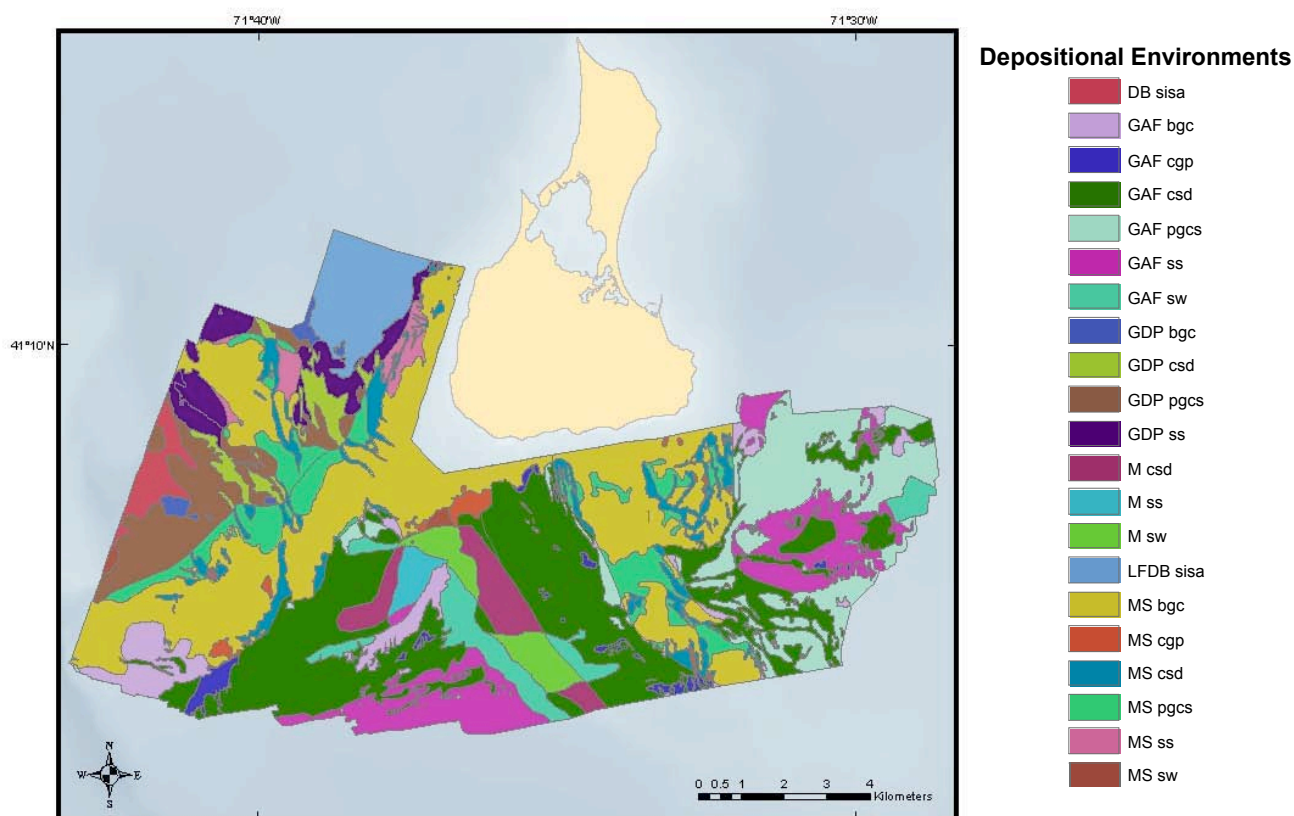 71°40'W
71°30'W
Depositional Environments
DB sisa
GAF bgc
GAF cgp
GAF csd
GAF pgcs
GAF ss
GAF sw
GDP bgc
GDP csd
GDP pgcs
GDP ss
M csd
M ss
M sw
LFDB sisa
MS bgc
MS cgp
MS csd
MS pgcs
MS ss
MS sw
41°10'N
N
W E
S
0 0.5 1 2 3 4
Kilometers